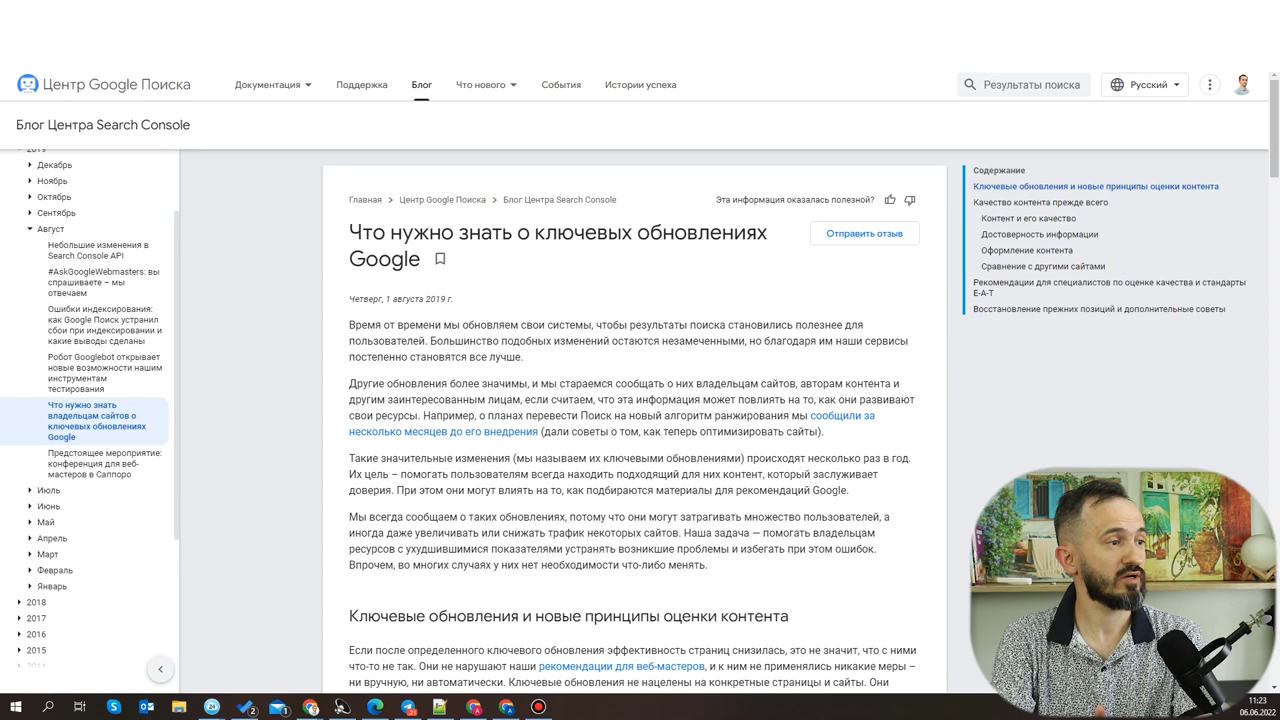 Центр Google Поиска
Документация
Поддержка
Блог
Что нового
События
Истории успеха
Результаты поиска
Русский
Блог Центра Search Console
2019
Декабрь
Ноябрь
Октябрь
Сентябрь
Август
Небольшие изменения в
Search Console API
#AskGoogleWebmasters: вы
спрашиваете – мы
отвечаем
Ошибки индексирования:
как Google Поиск устранил
сбои при индексировании и
какие выводы сделаны
Робот Googlebot открывает
новые возможности нашим
инструментам
тестирования
Что нужно знать
владельцам сайтов о
ключевых обновлениях
Google
Предстоящее мероприятие:
конференция для веб-
мастеров в Саппоро
Июль
Июнь
Май
Апрель
Март
Февраль
Январь
2018
2017
2016
2015
2014
Главная > Центр Google Поиска > Блог Центра Search Console
Эта информация оказалась полезной?
Что нужно знать о ключевых обновлениях
Google
Отправить отзыв
Четверг, 1 августа 2019 г.
Время от времени мы обновляем свои системы, чтобы результаты поиска становились полезнее для
пользователей. Большинство подобных изменений остаются незамеченными, но благодаря им наши сервисы
постепенно становятся все лучше.
Другие обновления более значимы, и мы стараемся сообщать о них владельцам сайтов, авторам контента и
другим заинтересованным лицам, если считаем, что эта информация может повлиять на то, как они развивают
свои ресурсы. Например, о планах перевести Поиск на новый алгоритм ранжирования мы сообщили за
несколько месяцев до его внедрения (дали советы о том, как теперь оптимизировать сайты).
Такие значительные изменения (мы называем их ключевыми обновлениями) происходят несколько раз в год.
Их цель – помогать пользователям всегда находить подходящий для них контент, который заслуживает
доверия. При этом они могут влиять на то, как подбираются материалы для рекомендаций Google.
Мы всегда сообщаем о таких обновлениях, потому что они могут затрагивать множество пользователей, а
иногда даже увеличивать или снижать трафик некоторых сайтов. Наша задача — помогать владельцам
ресурсов с ухудшившимися показателями устранять возникшие проблемы и избегать при этом ошибок.
Впрочем, во многих случаях у них нет необходимости что-либо менять.
Ключевые обновления и новые принципы оценки контента
Если после определенного ключевого обновления эффективность страниц снизилась, это не значит, что с ними
что-то не так. Они не нарушают наши рекомендации для веб-мастеров, и к ним не применялись никакие меры –
ни вручную, ни автоматически. Ключевые обновления не нацелены на конкретные страницы и сайты. Они
Содержание
Ключевые обновления и новые принципы оценки контента
Качество контента прежде всего
Контент и его качество
Достоверность информации
Оформление контента
Сравнение с другими сайтами
Рекомендации для специалистов по оценке качества и стандарты
E-A-T
Восстановление прежних позиций и дополнительные советы
11:23
06.06.2022